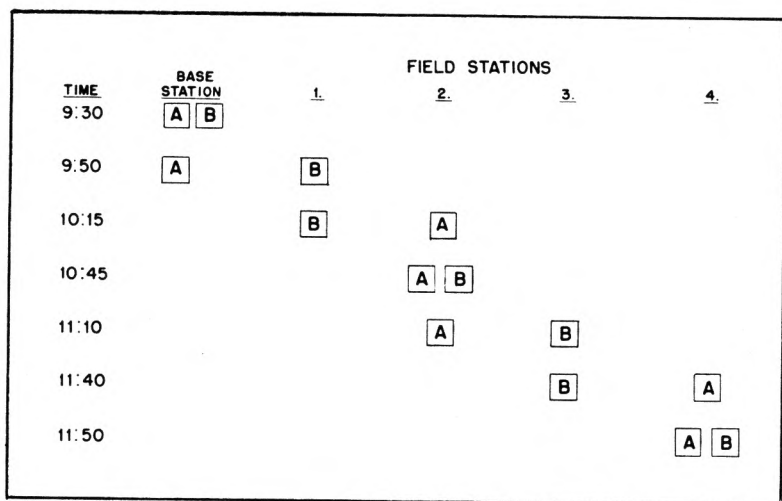 FIELD STATIONS
TIME BASE STATION 1. 2. 3. 4.
9:30 A B
9:50 A B
10:15 B A
10:45 A B
11:10 A B
11:40 B A
11:50 A B